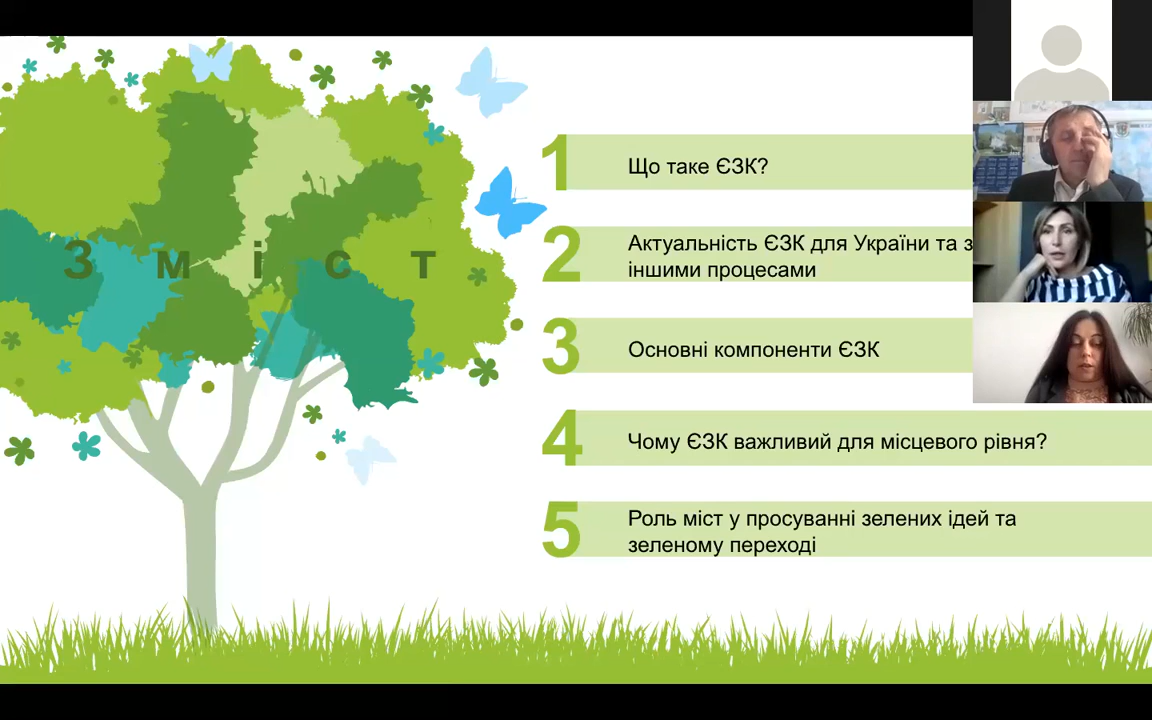 Зміст
1
Що таке ЄЗК?
2
Актуальність ЄЗК для України та з
іншими процесами
3
Основні компоненти ЄЗК
4
Чому ЄЗК важливий для місцевого рівня?
5
Роль міст у просуванні зелених ідей та
зеленому переході